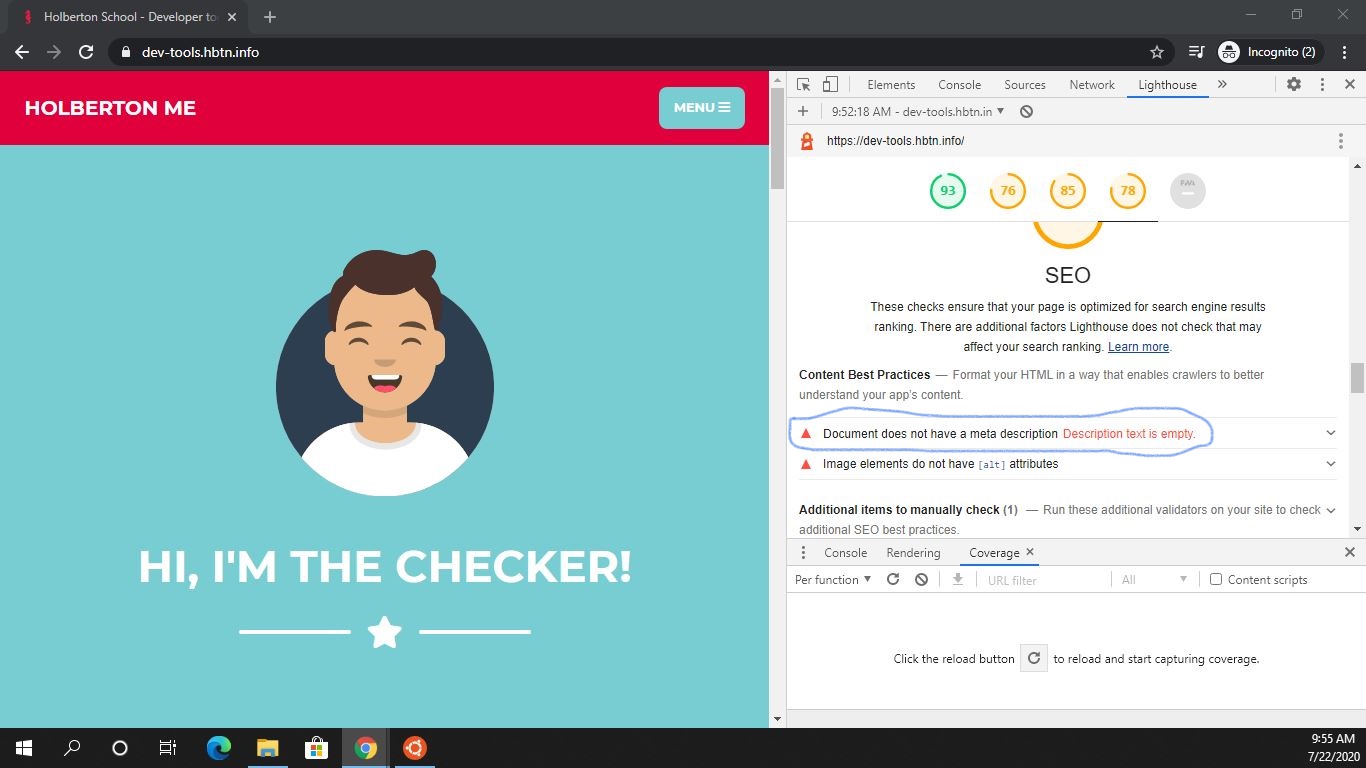 Holberton School - Developer to
dev-tools.hbtn.info
Incognito (2)
HOLBERTON ME
MENU
HI, I'M THE CHECKER!
Elements Console Sources Network Lighthouse »
9:52:18 AM - dev-tools.hbtn.in
https://dev-tools.hbtn.info/
93 76 85 78 PWA
SEO
These checks ensure that your page is optimized for search engine results
ranking. There are additional factors Lighthouse does not check that may
affect your search ranking. Learn more.
Content Best Practices — Format your HTML in a way that enables crawlers to better
understand your app's content.
Document does not have a meta description Description text is empty.
Image elements do not have [alt] attributes
Additional items to manually check (1) — Run these additional validators on your site to check
additional SEO best practices.
Console Rendering Coverage
Per function URL filter All Content scripts
Click the reload button to reload and start capturing coverage.
9:55 AM
7/22/2020